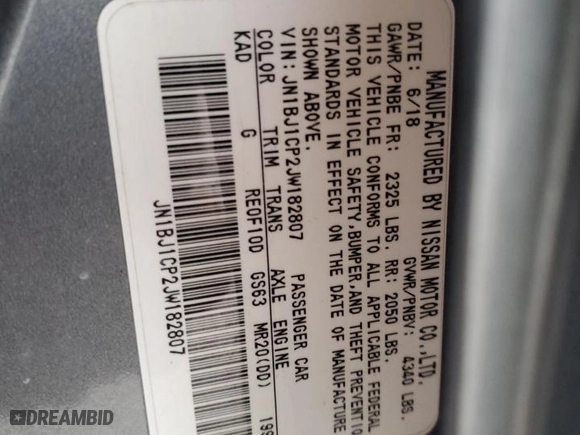 MANUFACTURED BY NISSAN MOTOR CO.,LTD.
DATE: 6/18 GVWR/PNBV: 4340 LBS.
GAWR/PNBE FR: 2325 LBS. RR: 2050 LBS.
THIS VEHICLE CONFORMS TO ALL APPLICABLE FEDERAL
MOTOR VEHICLE SAFETY,BUMPER,AND THEFT PREVENTIO
STANDARDS IN EFFECT ON THE DATE OF MANUFACTURE
SHOWN ABOVE.
VIN:JN1BJ1CP2JW182807 PASSENGER CAR
COLOR TRIM TRANS AXLE ENGINE
KAD G RE0F10D GS63 MR20(DD) 199
JN1BJ1CP2JW182807
DREAMBID